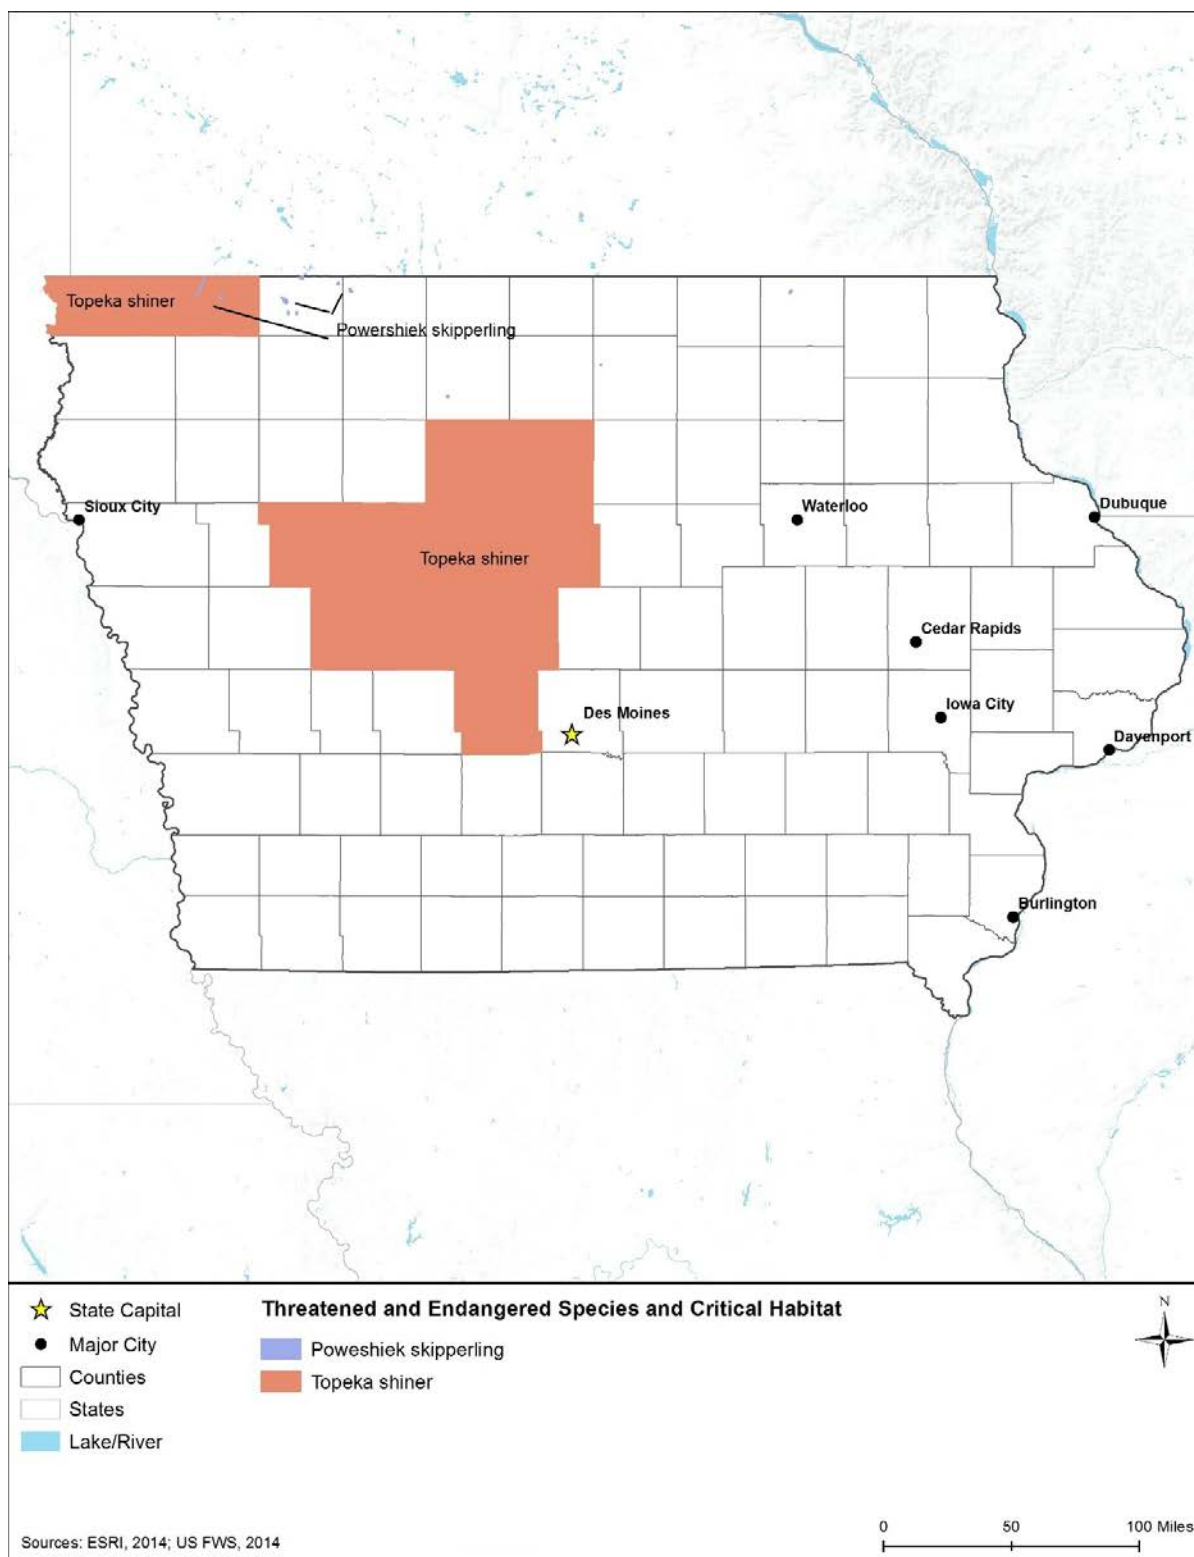 Topeka shiner
Powershiek skipperling
Sioux City
Waterloo
Dubuque
Topeka shiner
Cedar Rapids
Iowa City
Des Moines
Davenport
Burlington
State Capital
Major City
Counties
States
Lake/River
Threatened and Endangered Species and Critical Habitat
Poweshiek skipperling
Topeka shiner
N
Sources: ESRI, 2014; US FWS, 2014
0 50 100 Miles